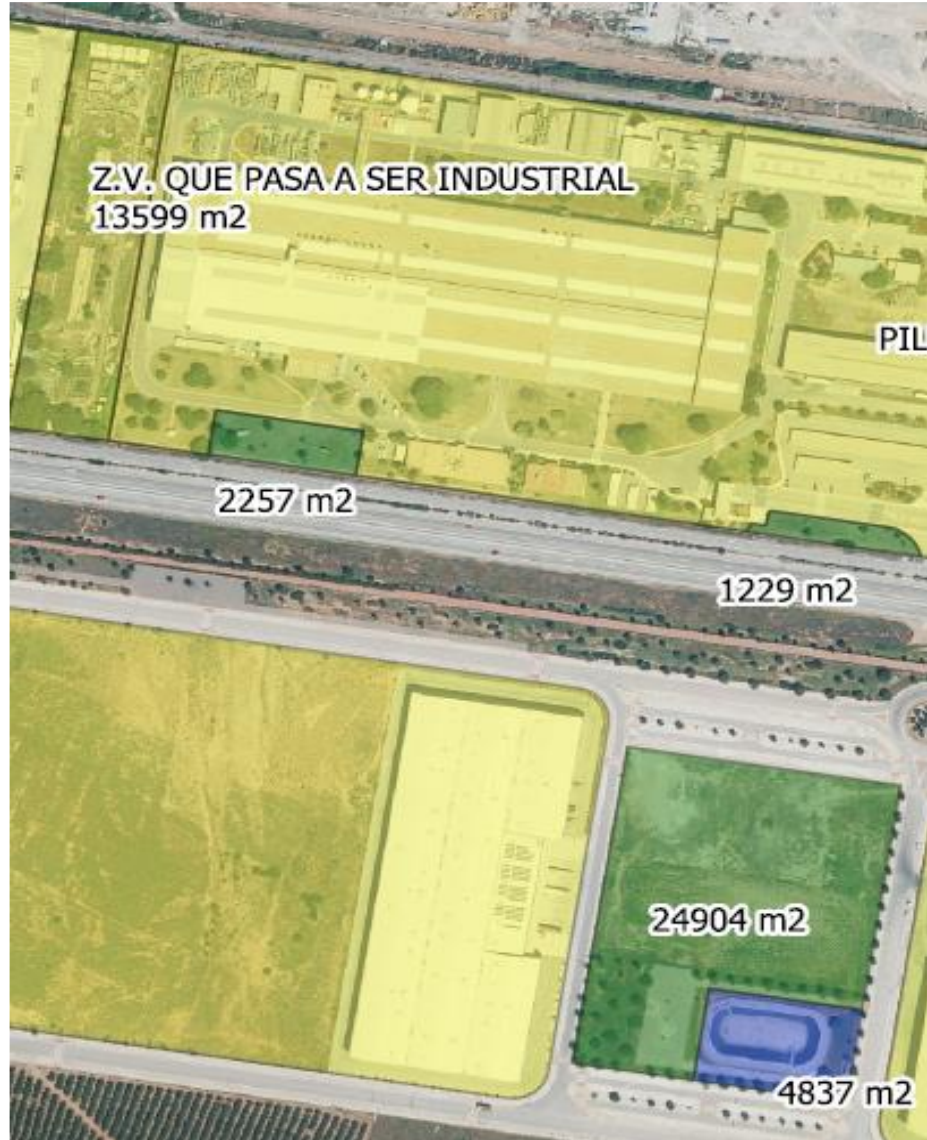 Z.V. QUE PASA A SER INDUSTRIAL
13599 m2
PIL
2257 m2
1229 m2
24904 m2
4837 m2